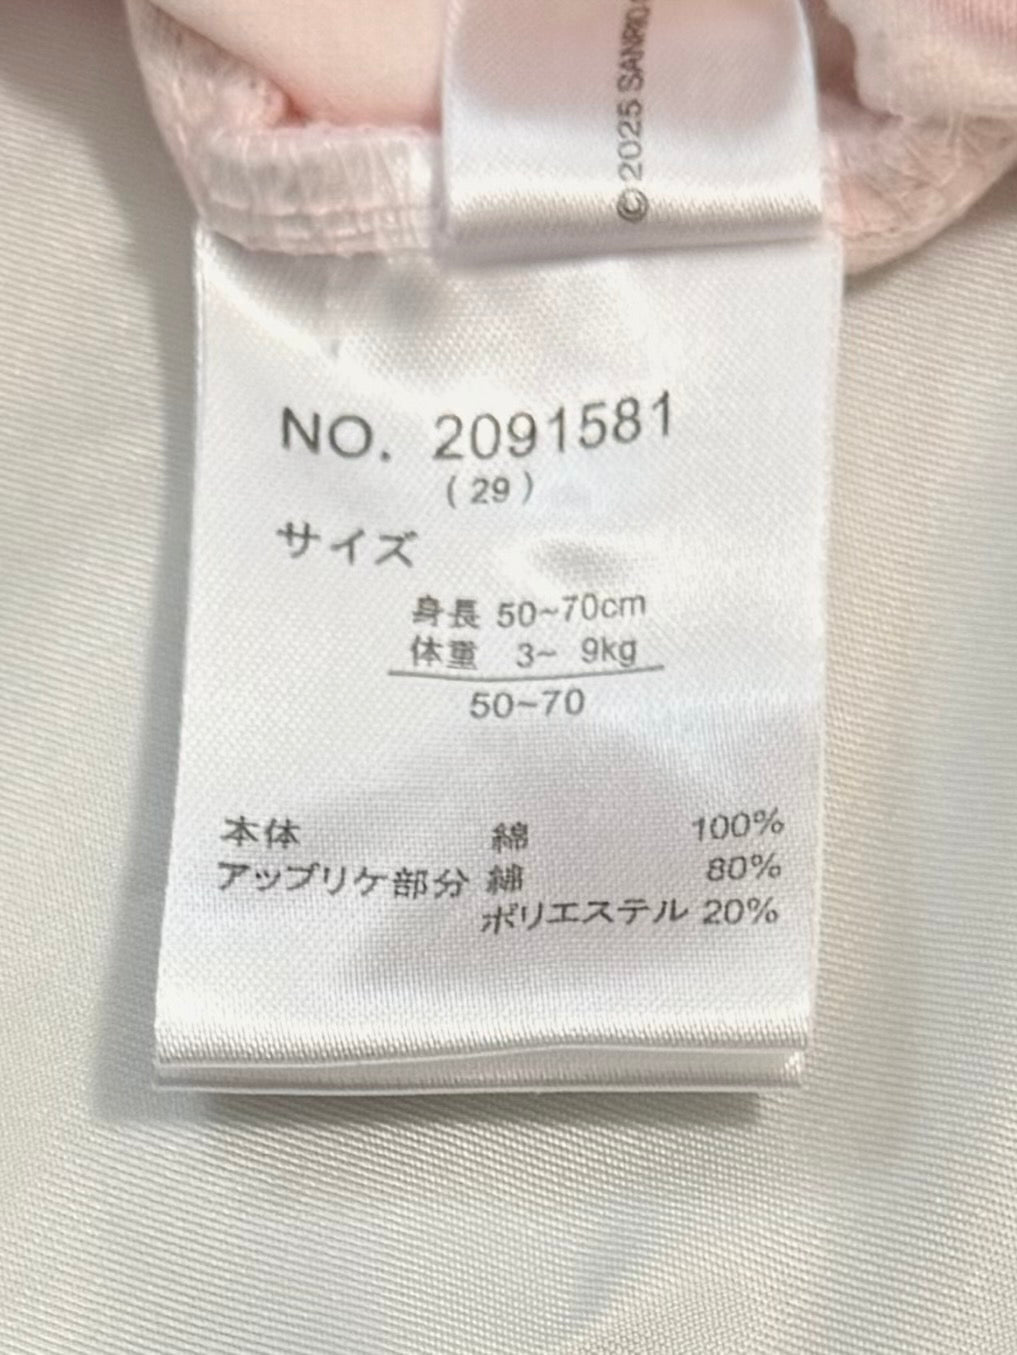 © 2025 SANRIO
NO. 2091581
(29)
サイズ
身長 50~70cm
体重 3~ 9kg
50~70
本体 綿 100%
アップリケ部分 綿 80%
ポリエステル 20%